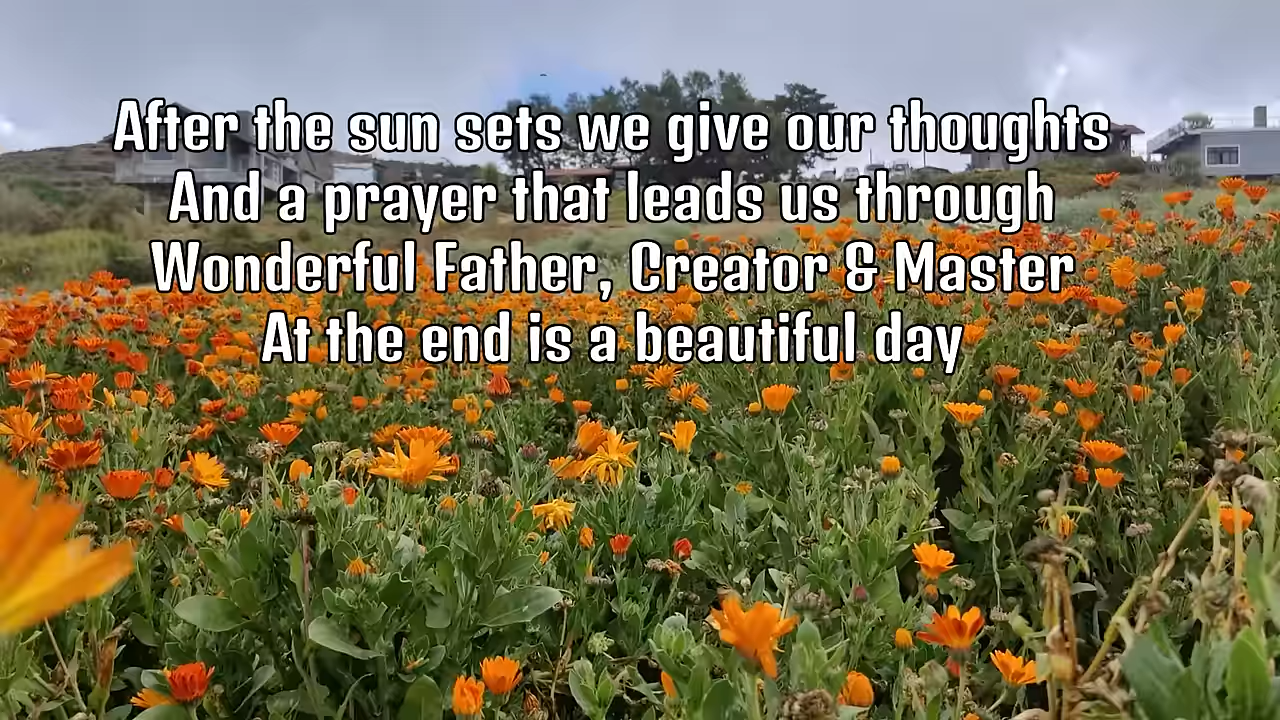 After the sun sets we give our thoughts
And a prayer that leads us through
Wonderful Father, Creator & Master
At the end is a beautiful day